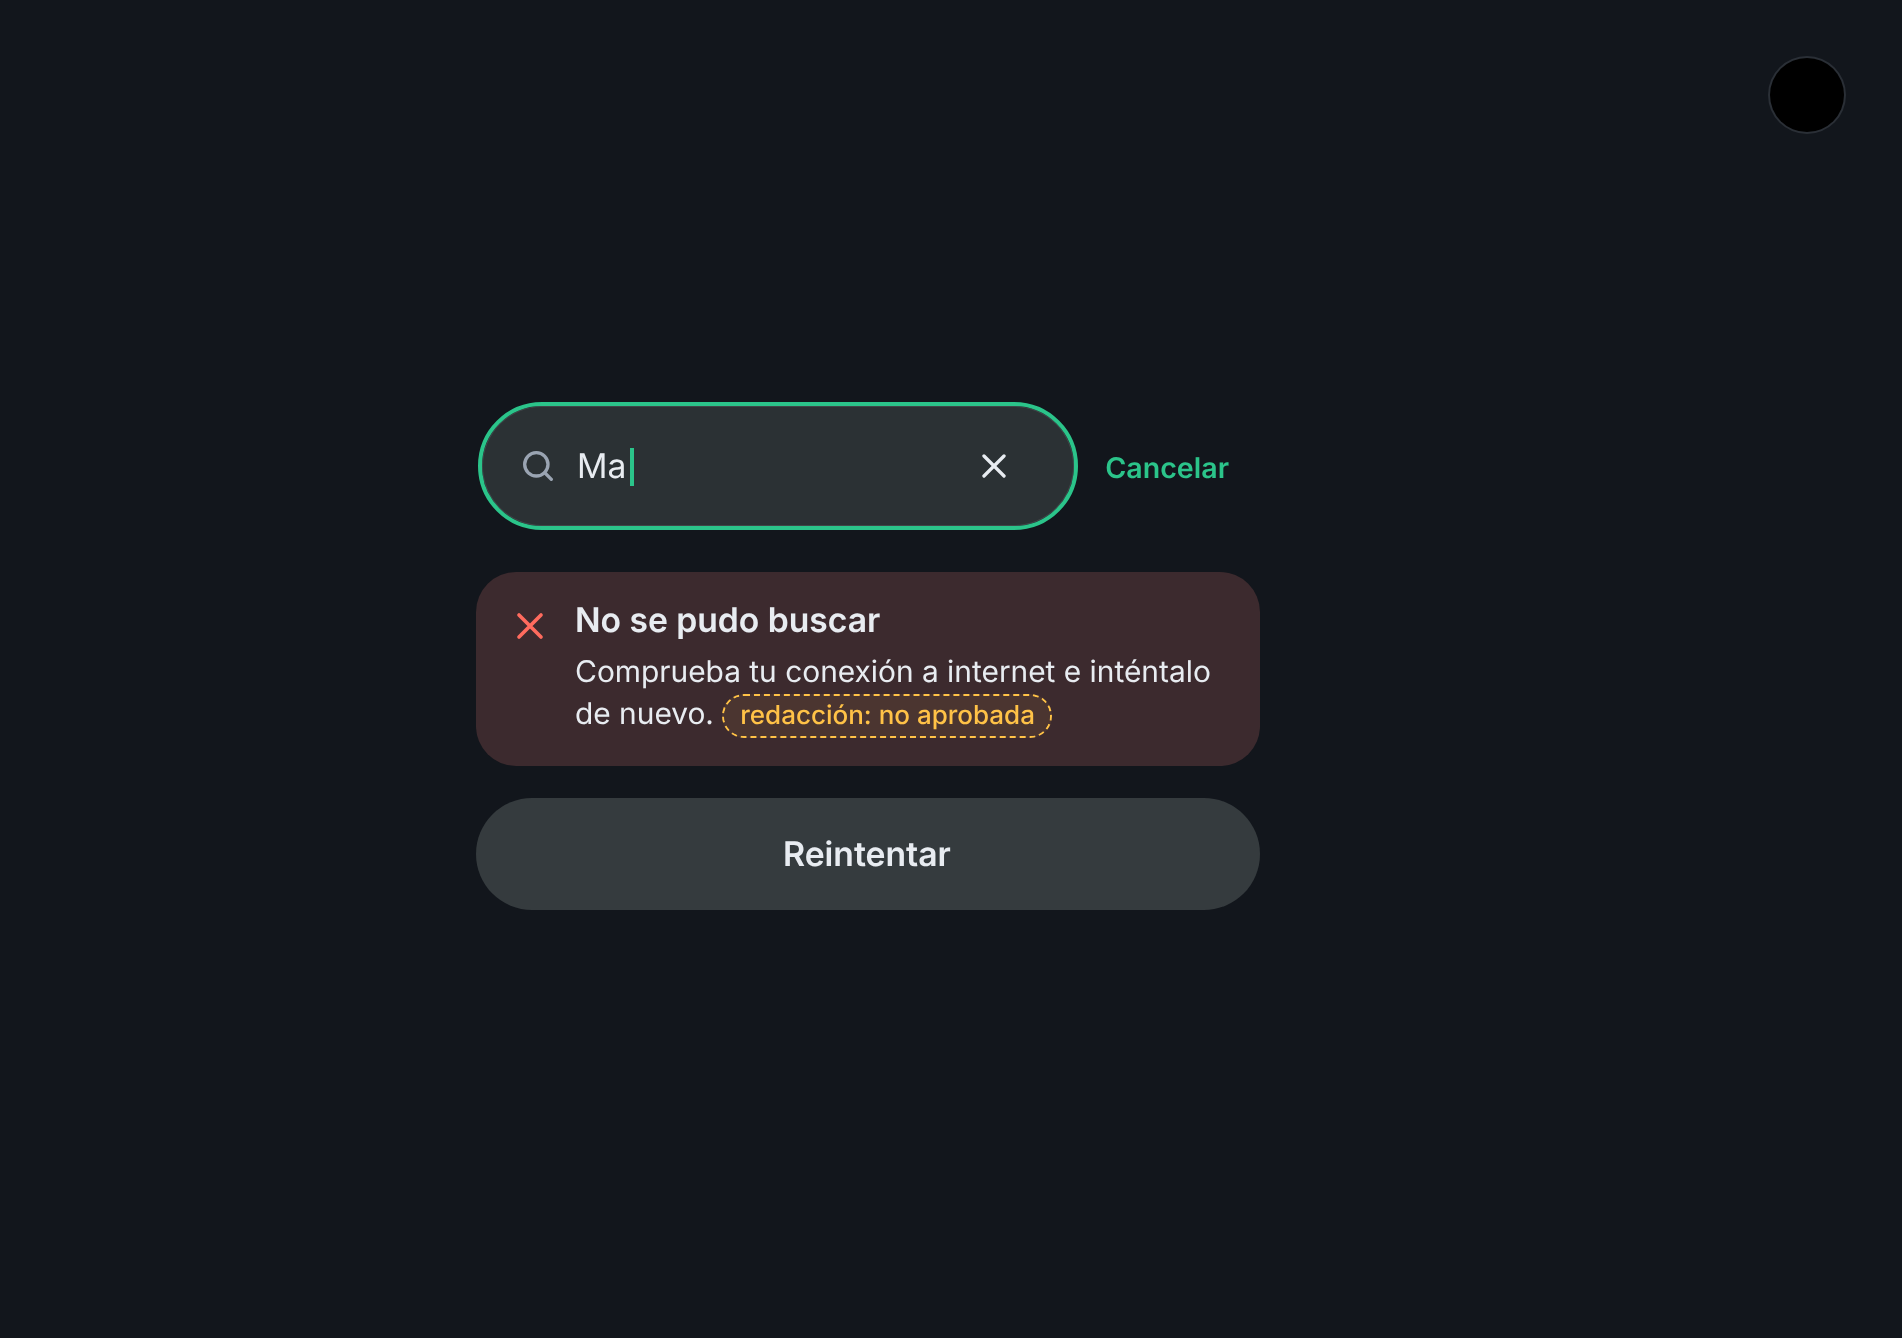 Ma
Cancelar
No se pudo buscar
Comprueba tu conexión a internet e inténtalo
de nuevo. redacción: no aprobada
Reintentar